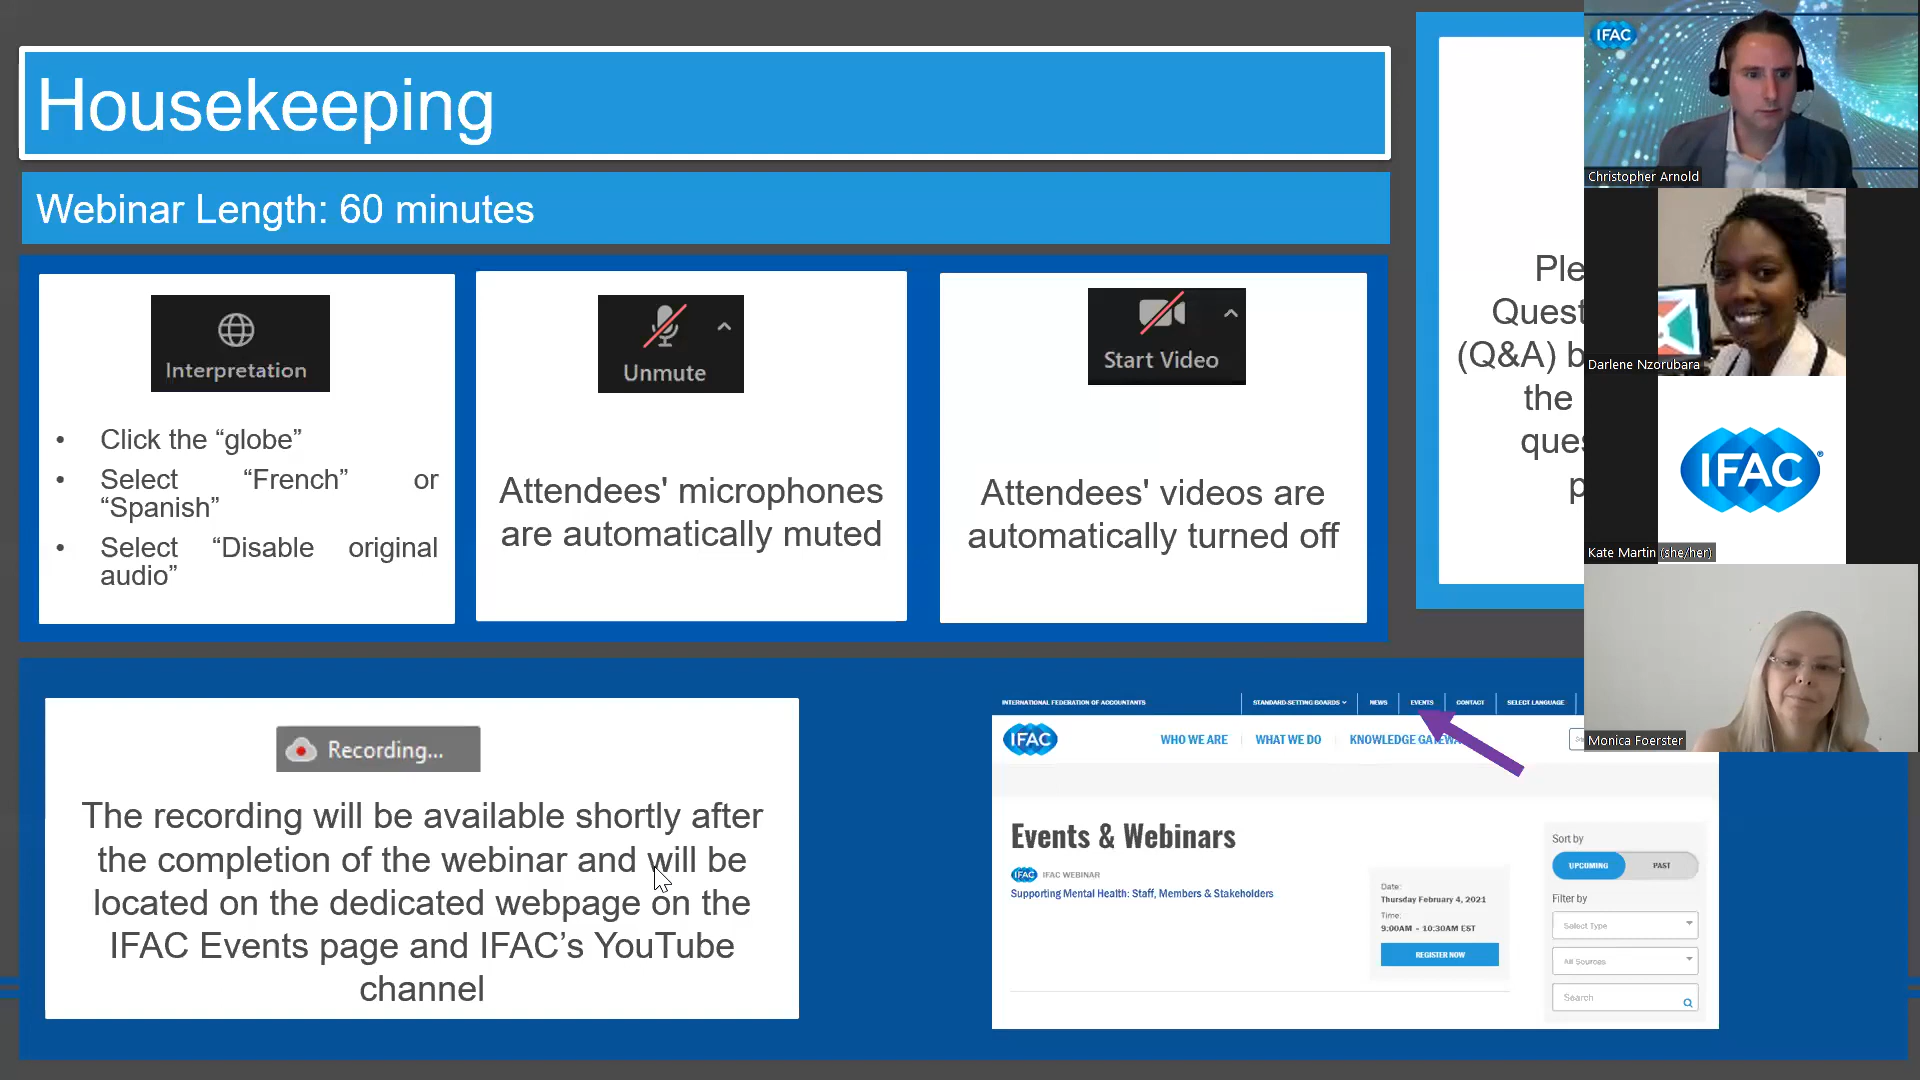 Housekeeping
Webinar Length: 60 minutes
Interpretation
• Click the “globe”
• Select “French” or
“Spanish”
• Select “Disable original
audio”
Unmute
Attendees' microphones
are automatically muted
Start Video
Attendees' videos are
automatically turned off
Ple
Quest
(Q&A) b
the
ques
p
IFAC
Christopher Arnold
Darlene Nzorubara
IFAC®
Kate Martin (she/her)
Monica Foerster
Recording...
The recording will be available shortly after
the completion of the webinar and will be
located on the dedicated webpage on the
IFAC Events page and IFAC’s YouTube
channel
INTERNATIONAL FEDERATION OF ACCOUNTANTS
STANDARD-SETTING BOARDS
NEWS
EVENTS
CONTACT
SELECT LANGUAGE
IFAC
WHO WE ARE
WHAT WE DO
KNOWLEDGE GATEWA
Events & Webinars
IFAC IFAC WEBINAR
Supporting Mental Health: Staff, Members & Stakeholders
Date:
Thursday February 4, 2021
Time:
9:00AM - 10:30AM EST
REGISTER NOW
Sort by
UPCOMING
PAST
Filter by
Select Type
All Sources
Search